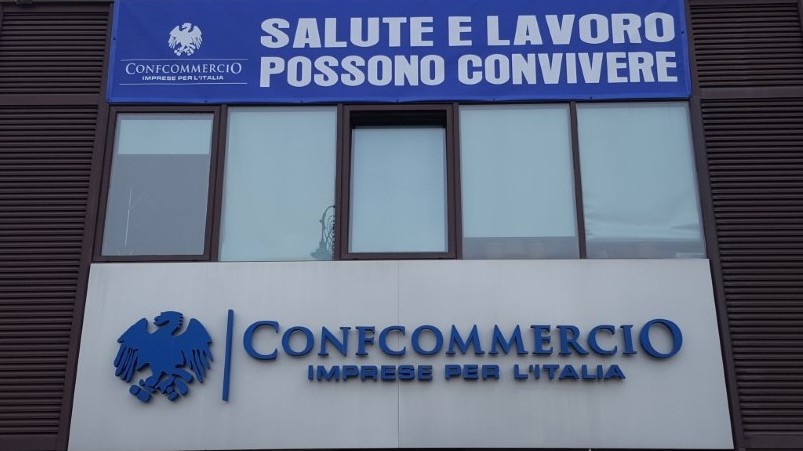 SALUTE E LAVORO
POSSONO CONVIVERE
CONFCOMMERCIO
IMPRESE PER L'ITALIA
CONFCOMMERCIO
IMPRESE PER L'ITALIA